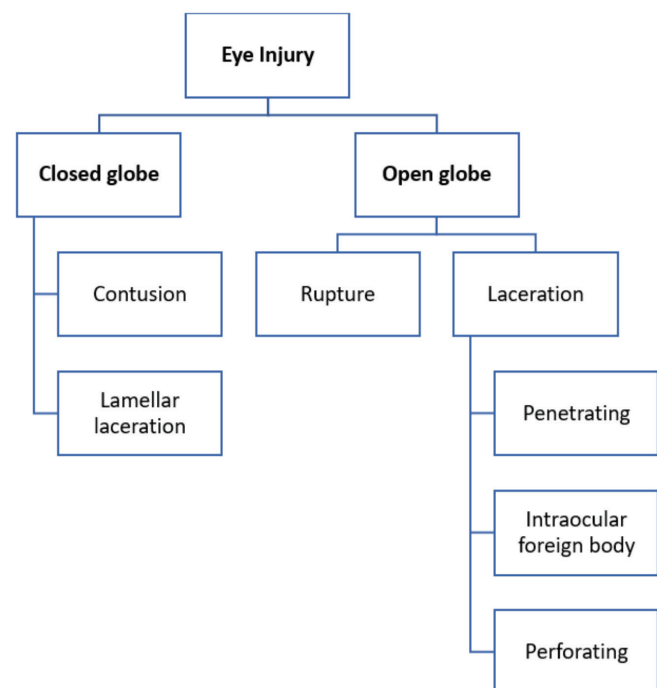 Eye Injury
Closed globe
Open globe
Contusion
Rupture
Laceration
Lamellar
laceration
Penetrating
Intraocular
foreign body
Perforating